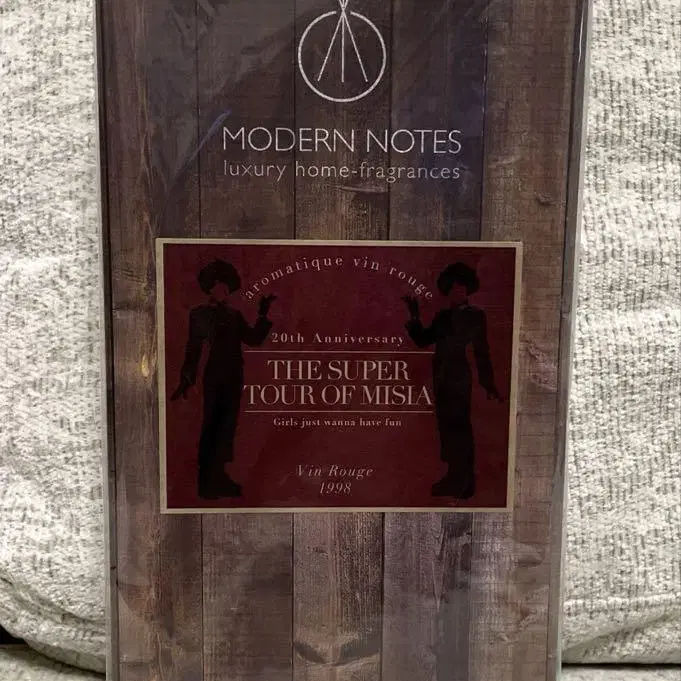 MODERN NOTES
luxury home-fragrances
aromatique vin rouge
20th Anniversary
THE SUPER
TOUR OF MISIA
Girls just wanna have fun
Vin Rouge
1998